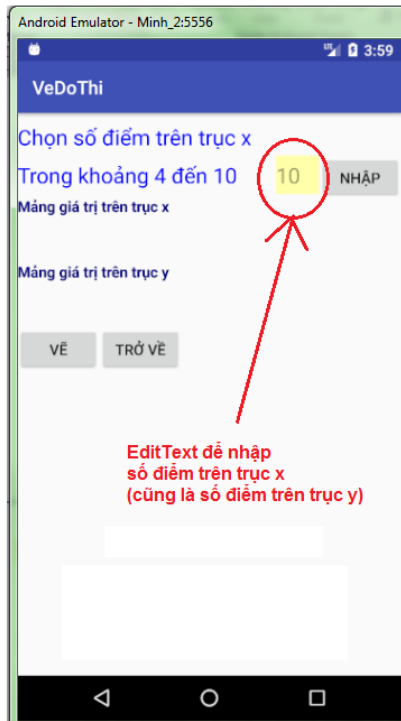 Android Emulator - Minh_2:5556
LTE 3:59
VeDoThi
Chọn số điểm trên trục x
Trong khoảng 4 đến 10 10 NHẬP
Mảng giá trị trên trục x
Mảng giá trị trên trục y
VẼ TRỞ VỀ
EditText để nhập
số điểm trên trục x
(cũng là số điểm trên trục y)